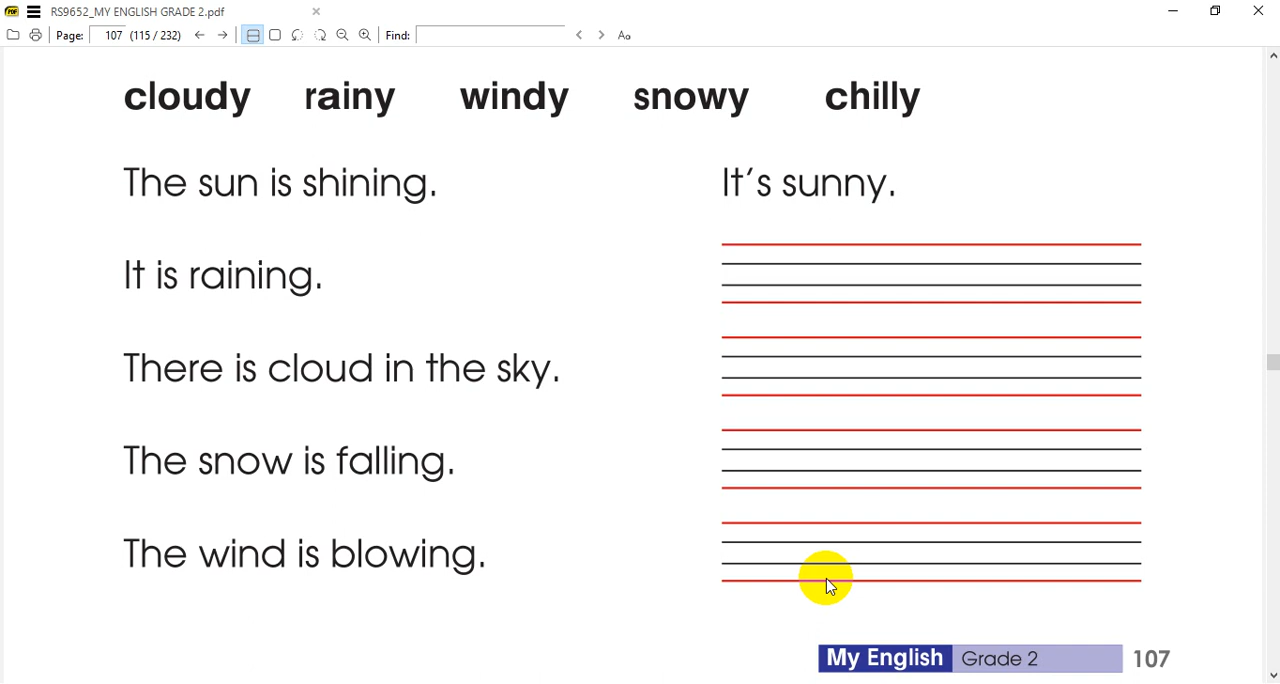 RS9652_MY ENGLISH GRADE 2.pdf
Page: 107 (115 / 232) Find:
cloudy rainy windy snowy chilly
The sun is shining. It's sunny.
It is raining.
There is cloud in the sky.
The snow is falling.
The wind is blowing.
My English Grade 2 107